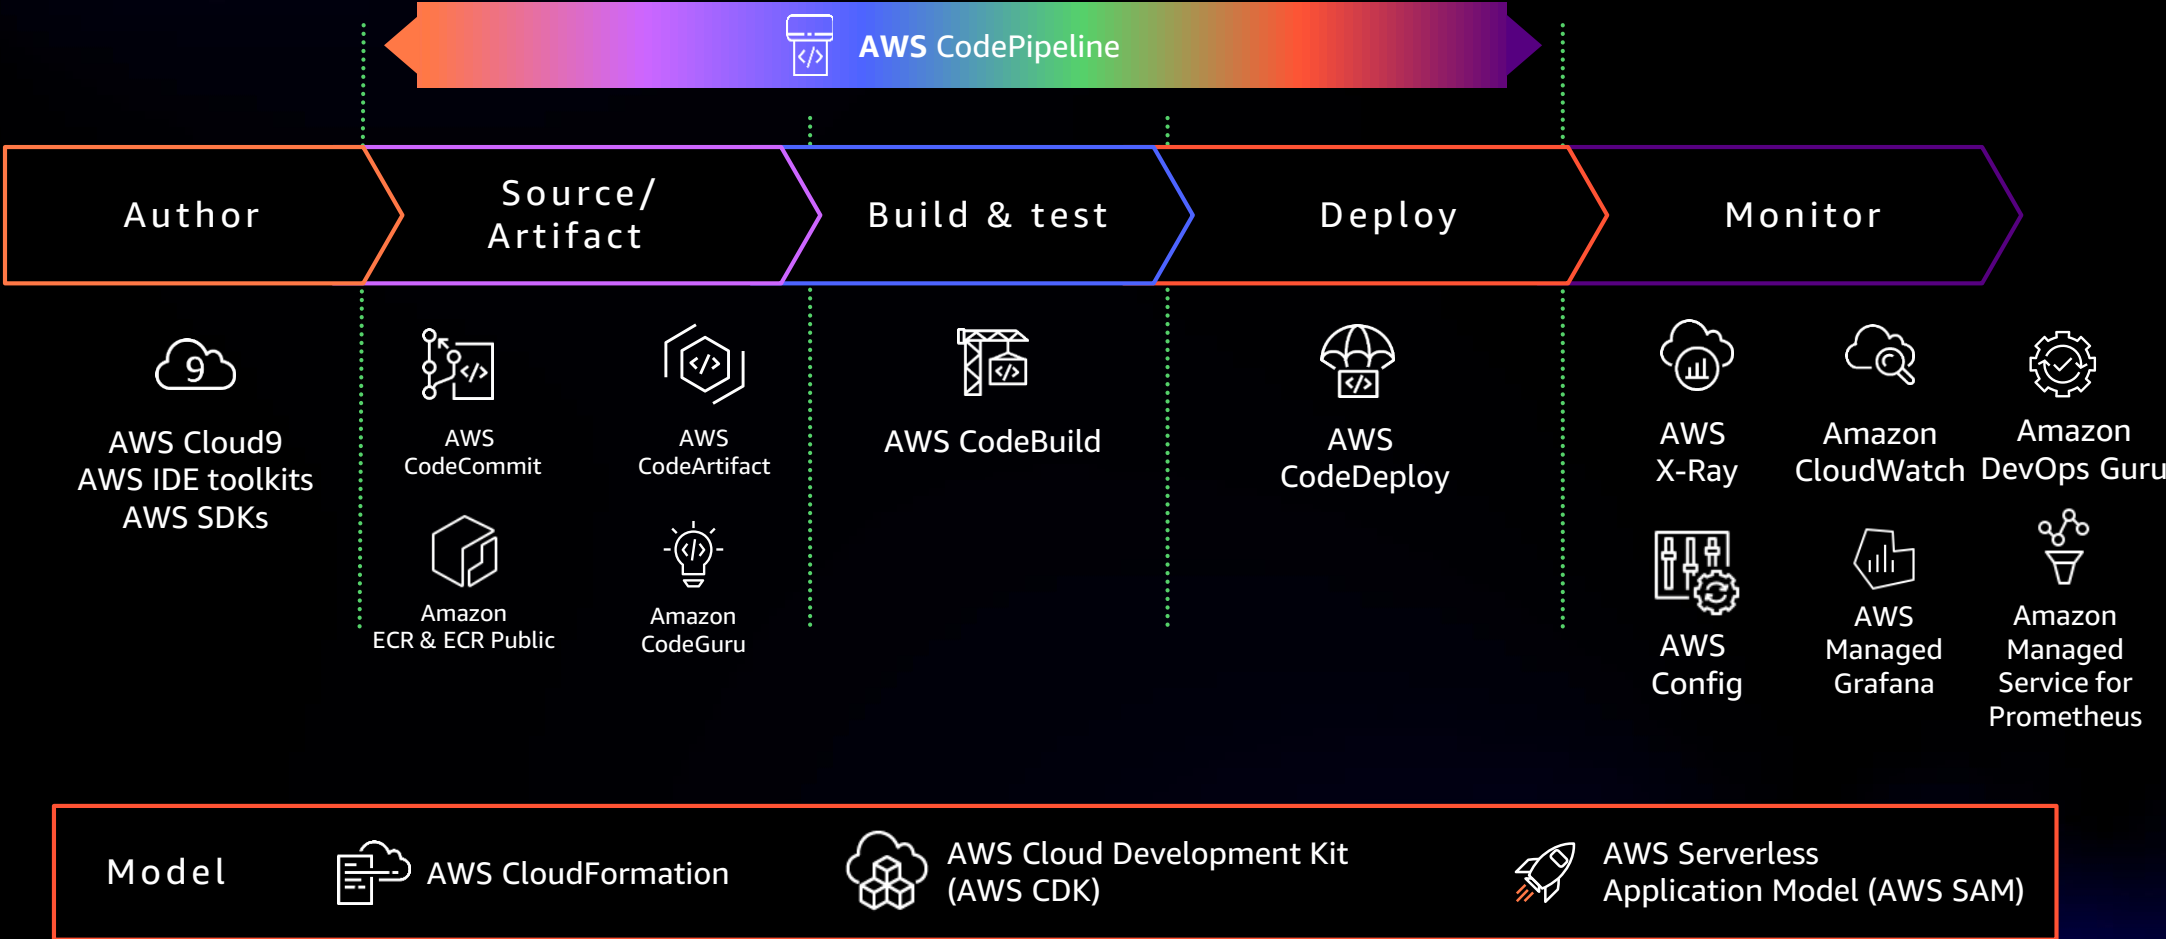 AWS CodePipeline
Author
Source/
Artifact
Build & test
Deploy
Monitor
9
AWS Cloud9
AWS IDE toolkits
AWS SDKs
</>
AWS
CodeCommit
</>
AWS
CodeArtifact
Amazon
ECR & ECR Public
</>
Amazon
CodeGuru
</>
AWS CodeBuild
</>
AWS
CodeDeploy
AWS
X-Ray
Amazon
CloudWatch
Amazon
DevOps Guru
AWS
Config
AWS
Managed
Grafana
Amazon
Managed
Service for
Prometheus
Model
AWS CloudFormation
AWS Cloud Development Kit
(AWS CDK)
AWS Serverless
Application Model (AWS SAM)